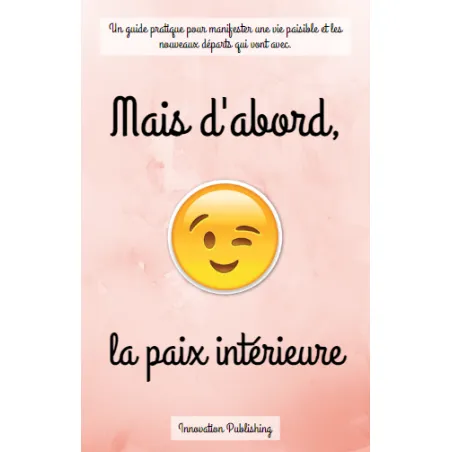 Un guide pratique pour manifester une vie paisible et les
nouveaux départs qui vont avec.
Mais d'abord,
la paix intérieure
Innovation Publishing